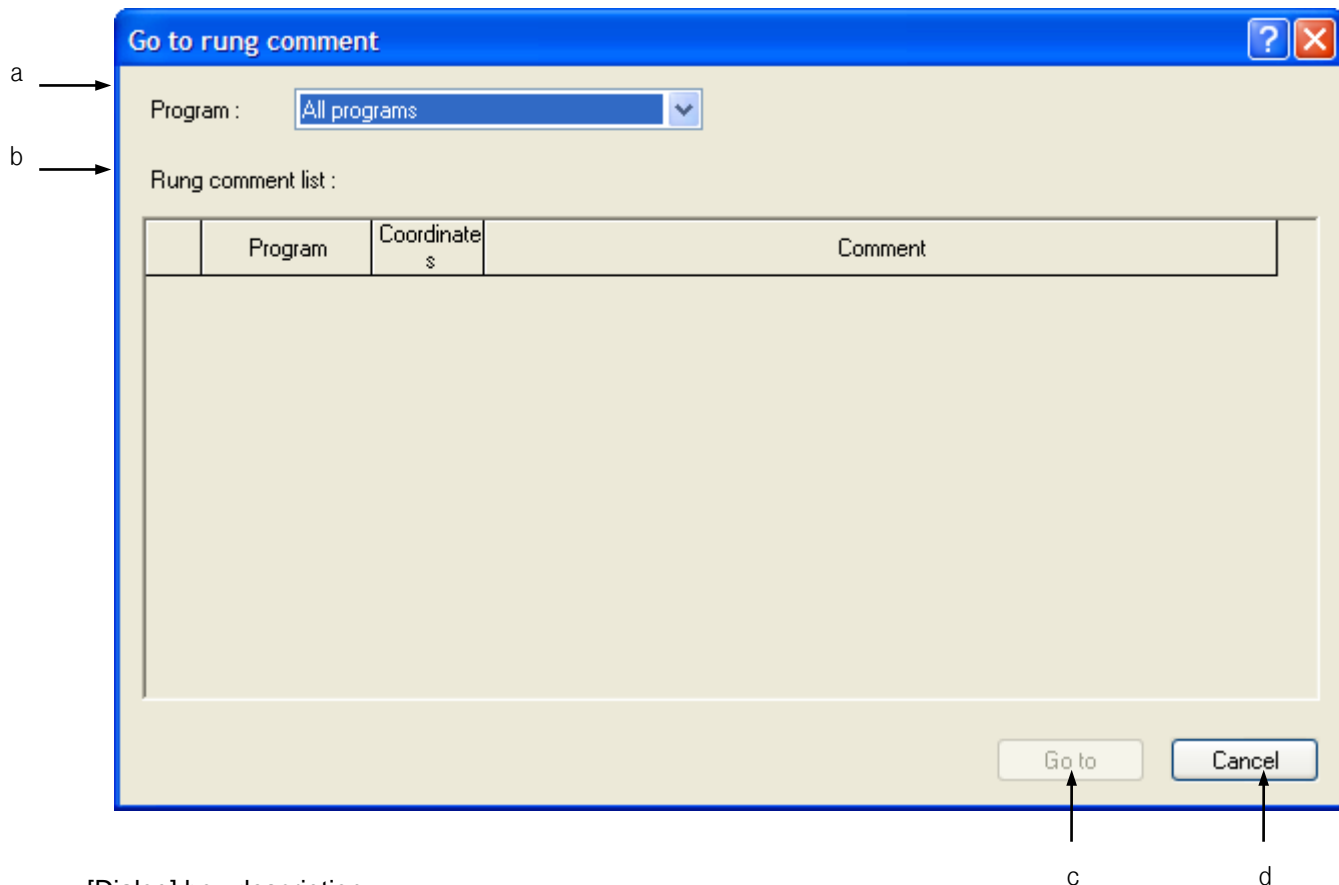 Go to rung comment
a
Program : All programs
b
Rung comment list :
Program Coordinate
s Comment
Go to Cancel
c d